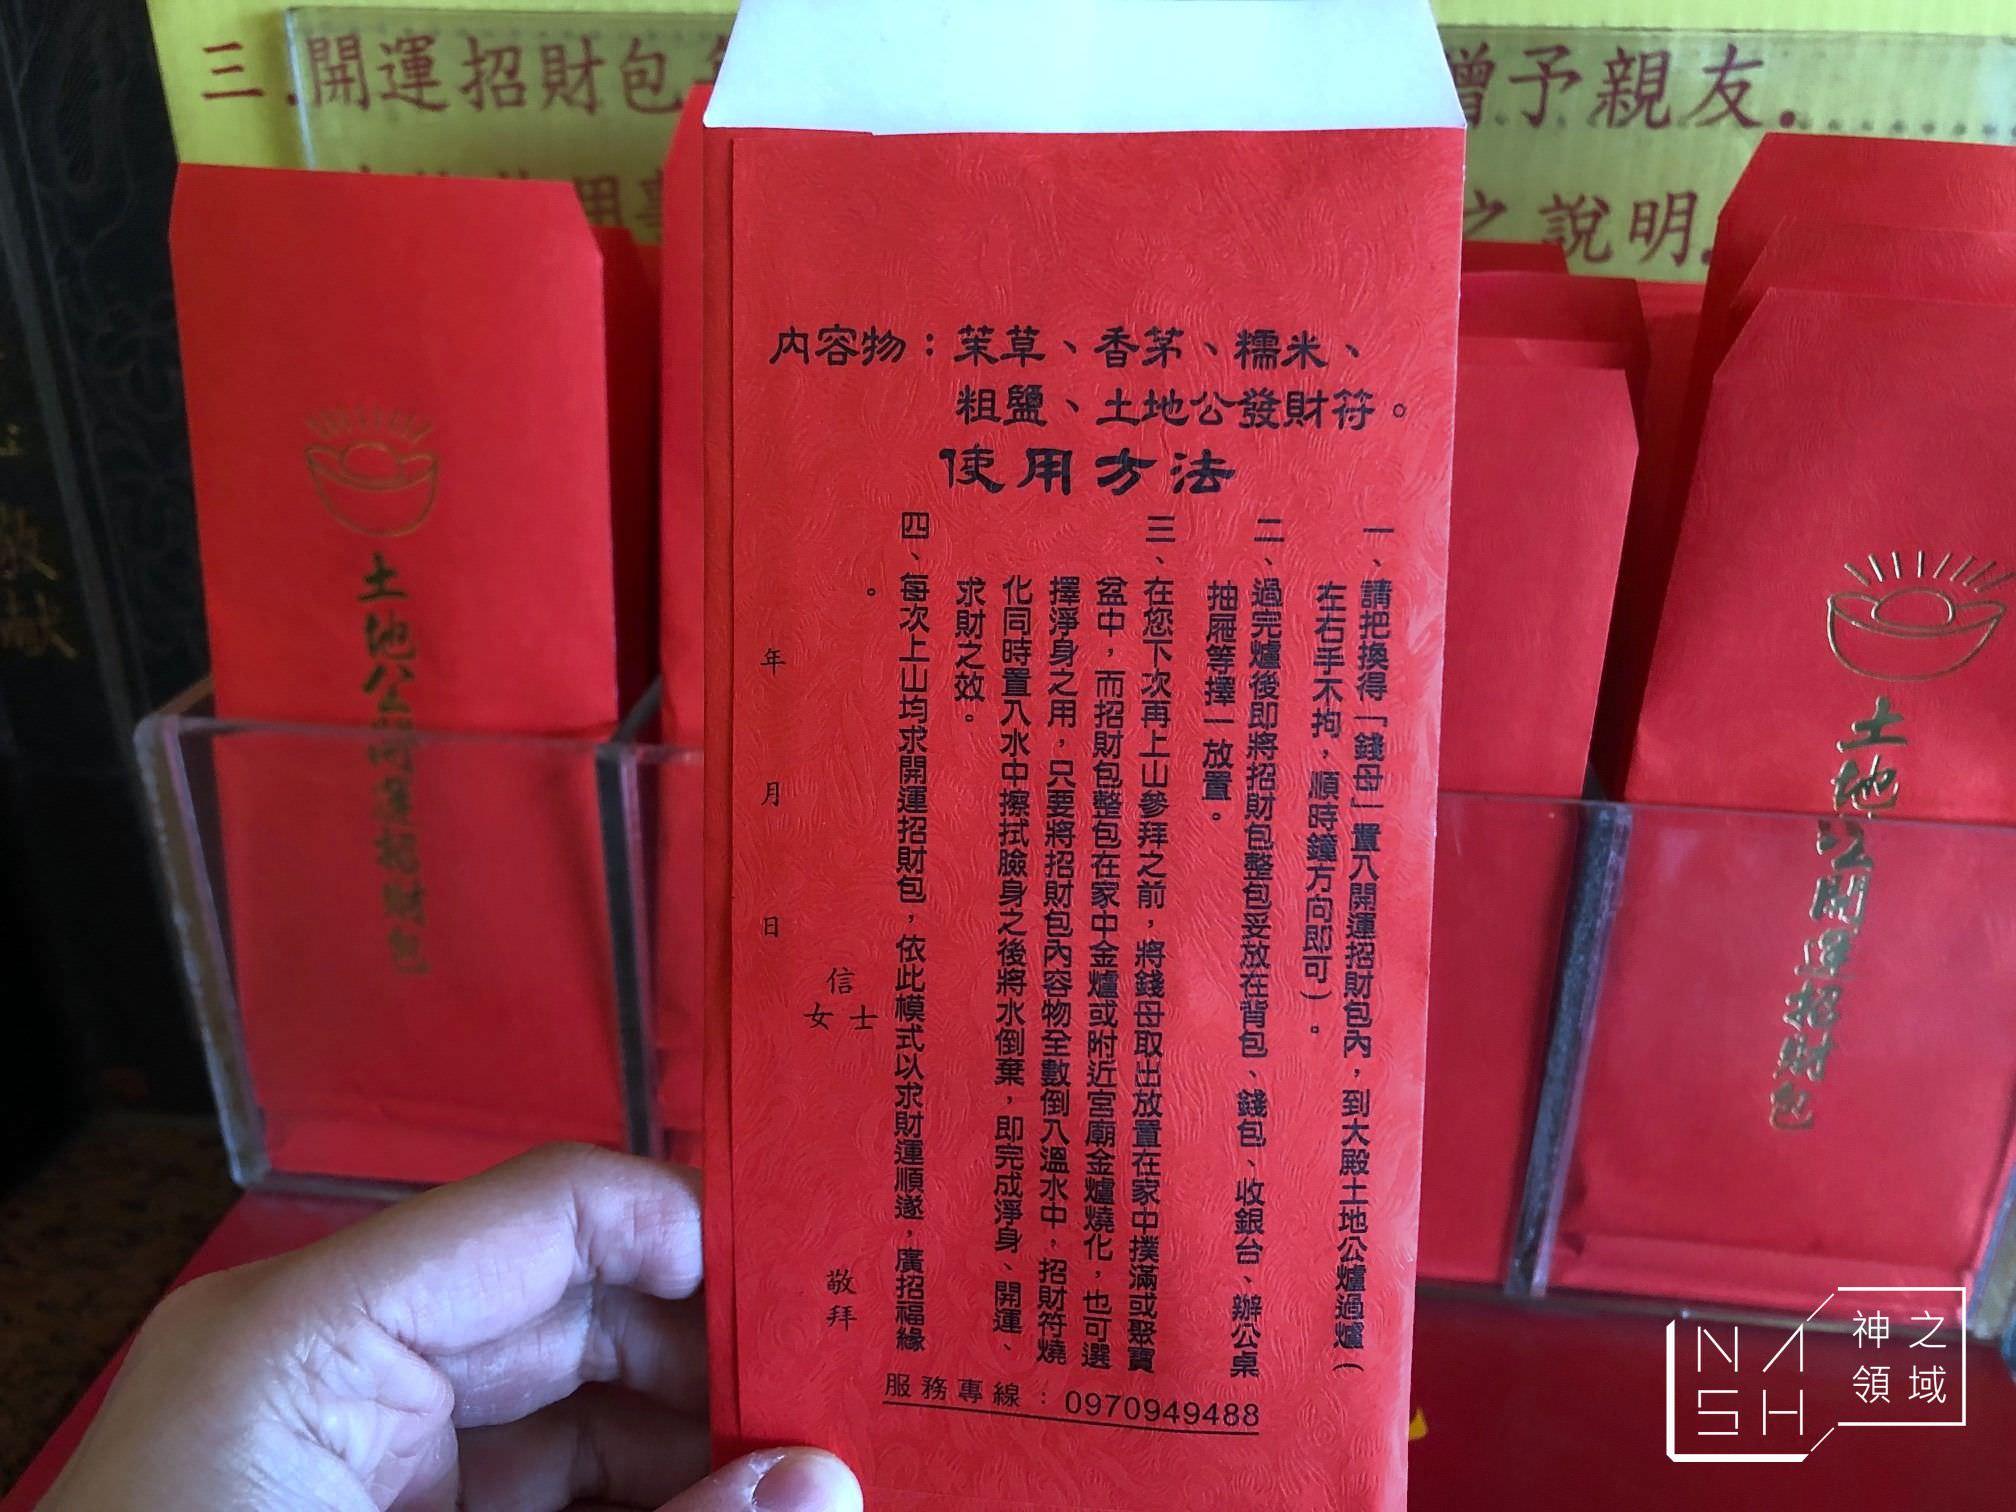 三.開運招財包
贈予親友.
之說明.
內容物：茉草、香茅、糯米、
粗鹽、土地公發財符。
使用方法
一、請把換得「錢母」置入開運招財包內，到大殿土地公爐過爐（
左右手不拘，順時鐘方向即可）。
二、過完爐後即將招財包整包妥放在背包、錢包、收銀台、辦公桌
抽屜等擇一放置。
三、在您下次再上山參拜之前，將錢母取出放置在家中撲滿或聚寶
盆中，而招財包整包在家中金爐或附近宮廟金爐燒化，也可選
擇淨身之用，只要將招財包內容物全數倒入溫水中，招財符燒
化同時置入水中擦拭臉身之後將水倒棄，即完成淨身、開運、
求財之效。
四、每次上山均求開運招財包，依此模式以求財運順遂，廣招福緣
。
信
女 士
敬拜
年 月 日
服務專線：0970949488
土地公開運招財包
土地公開運招財包
敬獻
NASH
神之領域